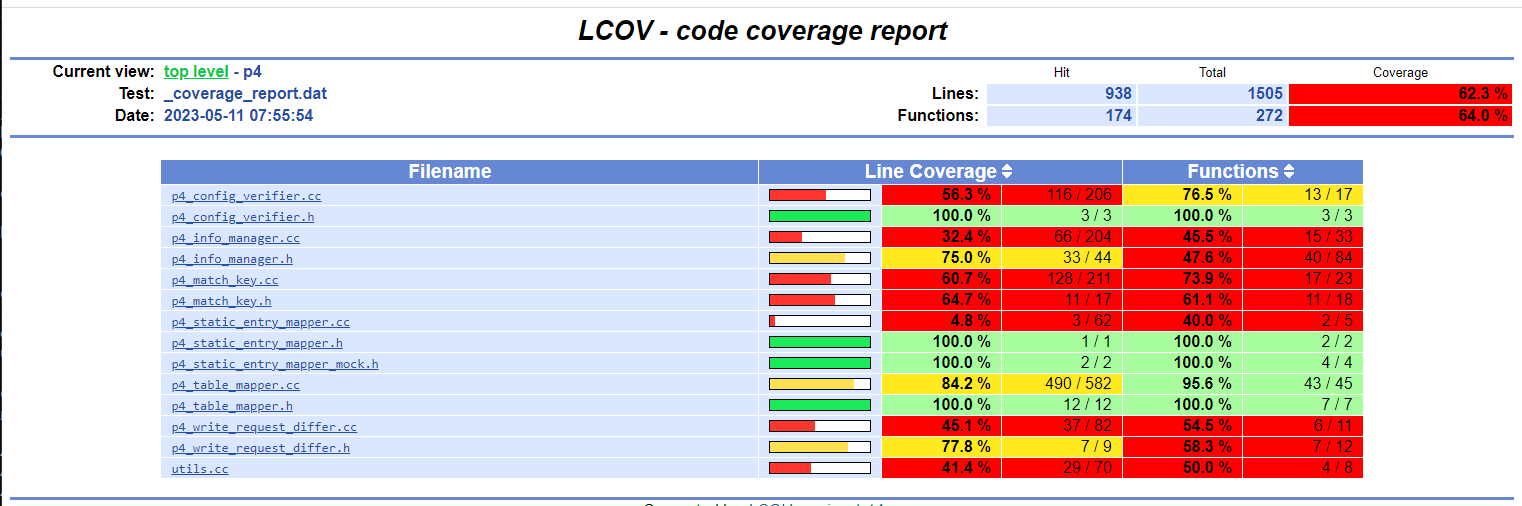 LCOV - code coverage report
Current view: top level - p4 Hit Total Coverage
Test: _coverage_report.dat Lines: 938 1505 62.3 %
Date: 2023-05-11 07:55:54 Functions: 174 272 64.0 %
Filename Line Coverage Functions
p4_config_verifier.cc 56.3 % 116 / 206 76.5 % 13 / 17
p4_config_verifier.h 100.0 % 3 / 3 100.0 % 3 / 3
p4_info_manager.cc 32.4 % 66 / 204 45.5 % 15 / 33
p4_info_manager.h 75.0 % 33 / 44 47.6 % 40 / 84
p4_match_key.cc 60.7 % 128 / 211 73.9 % 17 / 23
p4_match_key.h 64.7 % 11 / 17 61.1 % 11 / 18
p4_static_entry_mapper.cc 4.8 % 3 / 62 40.0 % 2 / 5
p4_static_entry_mapper.h 100.0 % 1 / 1 100.0 % 2 / 2
p4_static_entry_mapper_mock.h 100.0 % 2 / 2 100.0 % 4 / 4
p4_table_mapper.cc 84.2 % 490 / 582 95.6 % 43 / 45
p4_table_mapper.h 100.0 % 12 / 12 100.0 % 7 / 7
p4_write_request_differ.cc 45.1 % 37 / 82 54.5 % 6 / 11
p4_write_request_differ.h 77.8 % 7 / 9 58.3 % 7 / 12
utils.cc 41.4 % 29 / 70 50.0 % 4 / 8